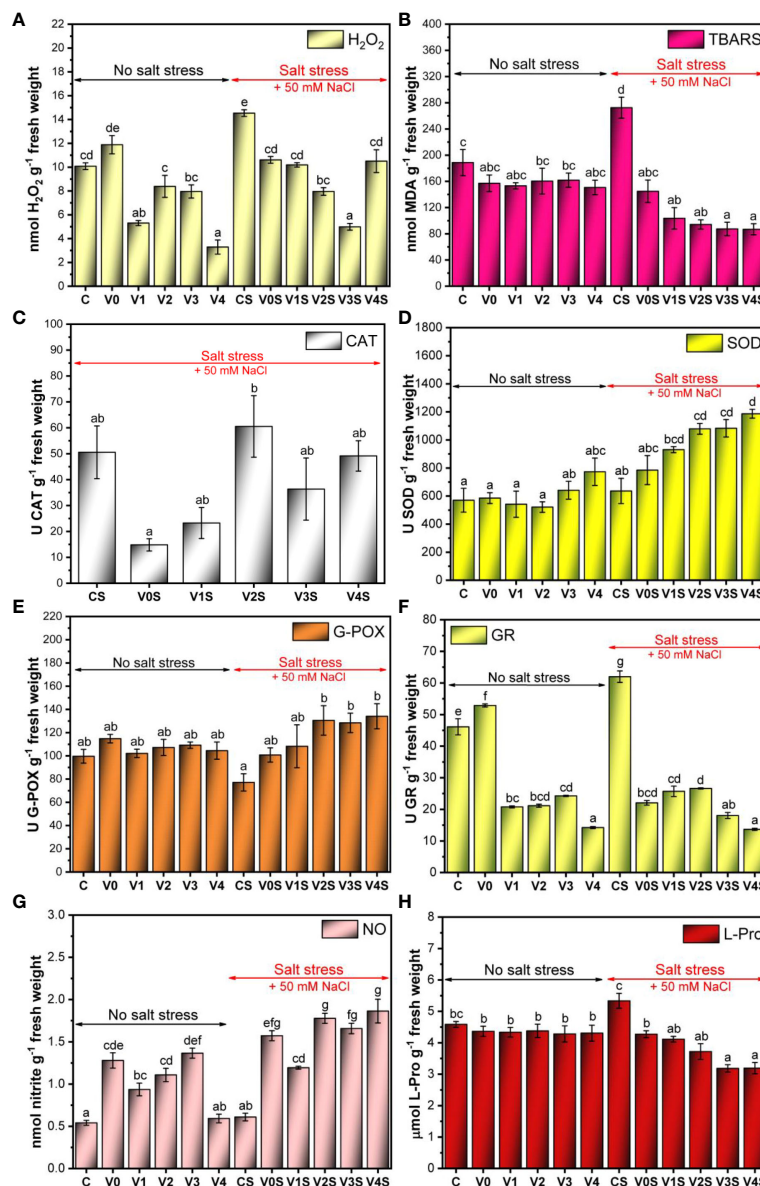 A
H₂O₂
No salt stress
Salt stress
+ 50 mM NaCl
nmol H₂O₂ g⁻¹ fresh weight
22
20
18
16
14
12
10
8
6
4
2
0
cd de ab c bc a e cd cd bc a cd
C V0 V1 V2 V3 V4 CS V0S V1S V2S V3S V4S
B
TBARS
No salt stress
Salt stress
+ 50 mM NaCl
nmol MDA g⁻¹ fresh weight
400
360
320
280
240
200
160
120
80
40
0
c abc abc bc bc abc d abc ab ab a a
C V0 V1 V2 V3 V4 CS V0S V1S V2S V3S V4S
C
CAT
Salt stress
+ 50 mM NaCl
U CAT g⁻¹ fresh weight
100
90
80
70
60
50
40
30
20
10
0
ab a ab b ab ab
CS V0S V1S V2S V3S V4S
D
SOD
No salt stress
Salt stress
+ 50 mM NaCl
U SOD g⁻¹ fresh weight
1800
1600
1400
1200
1000
800
600
400
200
0
a a a a ab abc ab abc bcd cd cd d
C V0 V1 V2 V3 V4 CS V0S V1S V2S V3S V4S
E
G-POX
No salt stress
Salt stress
+ 50 mM NaCl
U G-POX g⁻¹ fresh weight
220
200
180
160
140
120
100
80
60
40
20
0
ab ab ab ab ab ab a ab ab b b b
C V0 V1 V2 V3 V4 CS V0S V1S V2S V3S V4S
F
GR
No salt stress
Salt stress
+ 50 mM NaCl
U GR g⁻¹ fresh weight
80
70
60
50
40
30
20
10
0
e f bc bcd cd a g bcd cd d ab a
C V0 V1 V2 V3 V4 CS V0S V1S V2S V3S V4S
G
NO
No salt stress
Salt stress
+ 50 mM NaCl
nmol nitrite g⁻¹ fresh weight
3.0
2.5
2.0
1.5
1.0
0.5
0.0
a cde bc cd def ab ab efg cd g fg g
C V0 V1 V2 V3 V4 CS V0S V1S V2S V3S V4S
H
L-Pro
No salt stress
Salt stress
+ 50 mM NaCl
μmol L-Pro g⁻¹ fresh weight
8
7
6
5
4
3
2
1
0
bc b b b b b c b ab ab a a
C V0 V1 V2 V3 V4 CS V0S V1S V2S V3S V4S